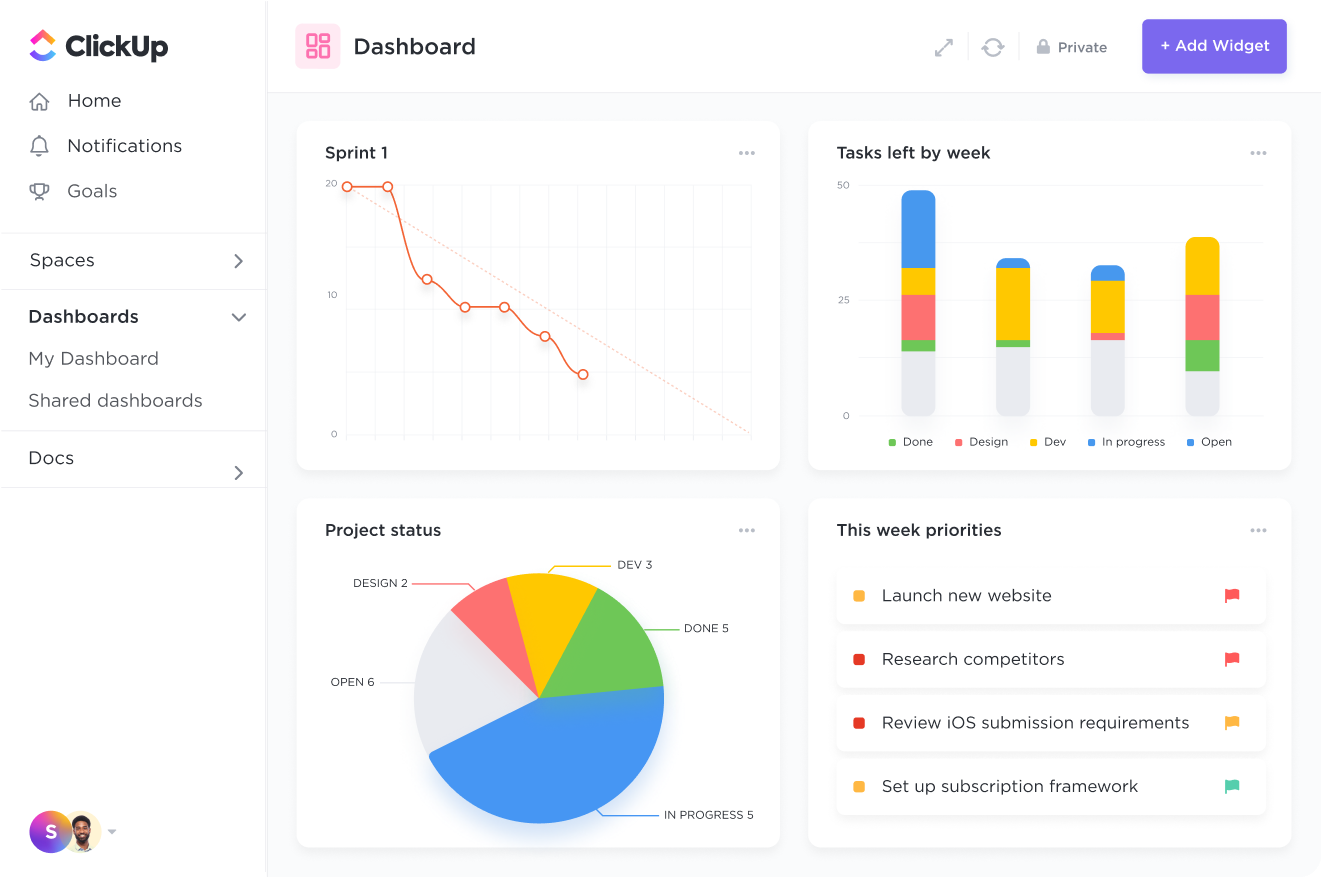 ClickUp
Home
Notifications
Goals
Spaces
Dashboards
My Dashboard
Shared dashboards
Docs
S
Dashboard
Private
+ Add Widget
Sprint 1
20
10
0
Tasks left by week
50
25
0
Done Design Dev In progress Open
Project status
DEV 3
DESIGN 2
DONE 5
OPEN 6
IN PROGRESS 5
This week priorities
Launch new website
Research competitors
Review iOS submission requirements
Set up subscription framework